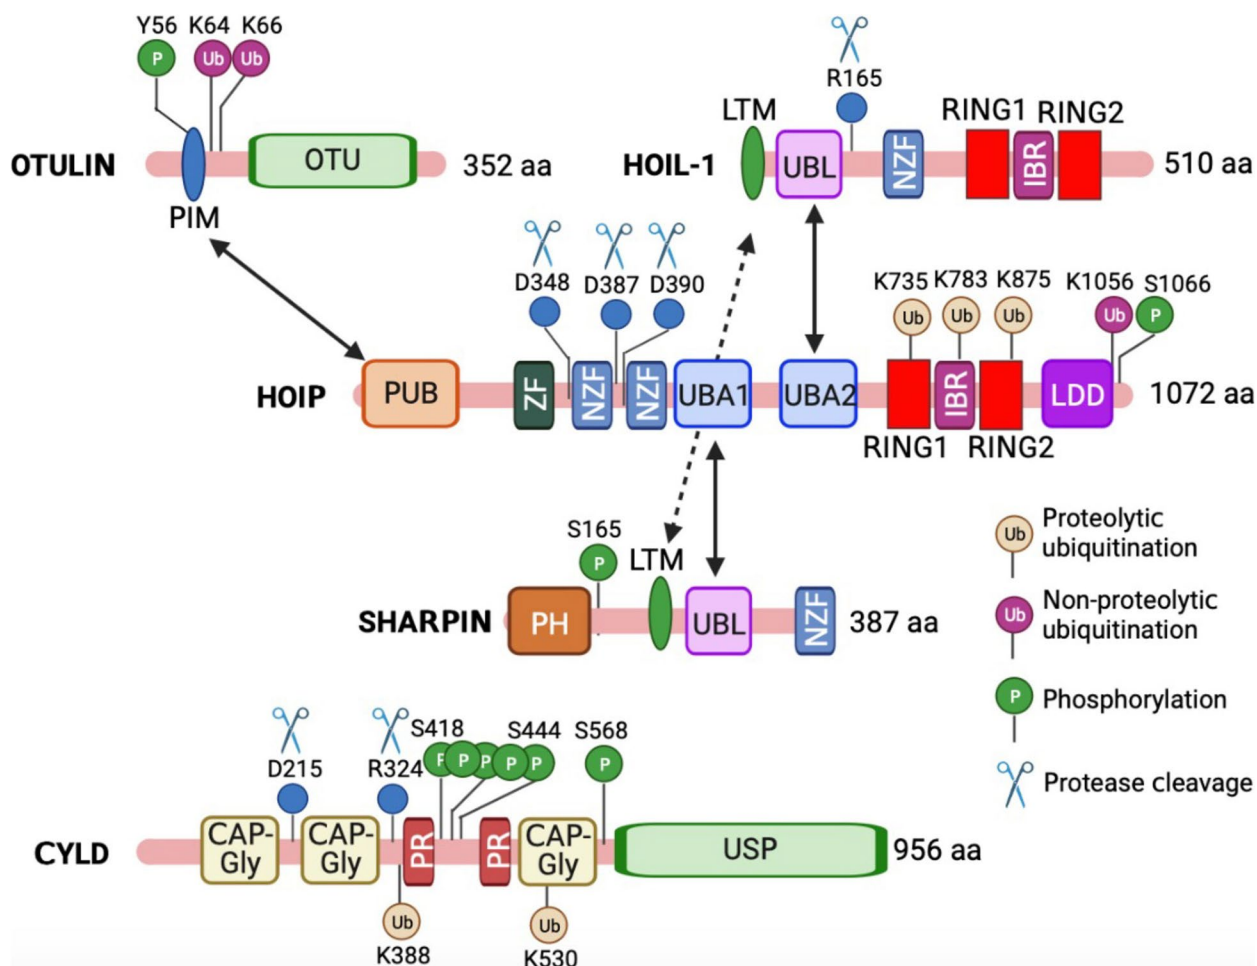 Y56 K64 K66
P Ub Ub
OTULIN
OTU
352 aa
PIM
R165
LTM
RING1 RING2
HOIL-1
UBL
NZF
IBR
510 aa
D348 D387 D390
K735 K783 K875 K1056 S1066
Ub Ub Ub Ub P
HOIP
PUB
ZF
NZF
NZF
UBA1
UBA2
IBR
LDD
1072 aa
RING1 RING2
S165
P
LTM
SHARPIN
PH
UBL
NZF
387 aa
Ub
Proteolytic
ubiquitination
Ub
Non-proteolytic
ubiquitination
P
Phosphorylation
Protease cleavage
D215 R324 S418 S444 S568
P P P P P P
CYLD
CAP-
Gly
CAP-
Gly
PR
PR
CAP-
Gly
USP
956 aa
Ub Ub
K388 K530